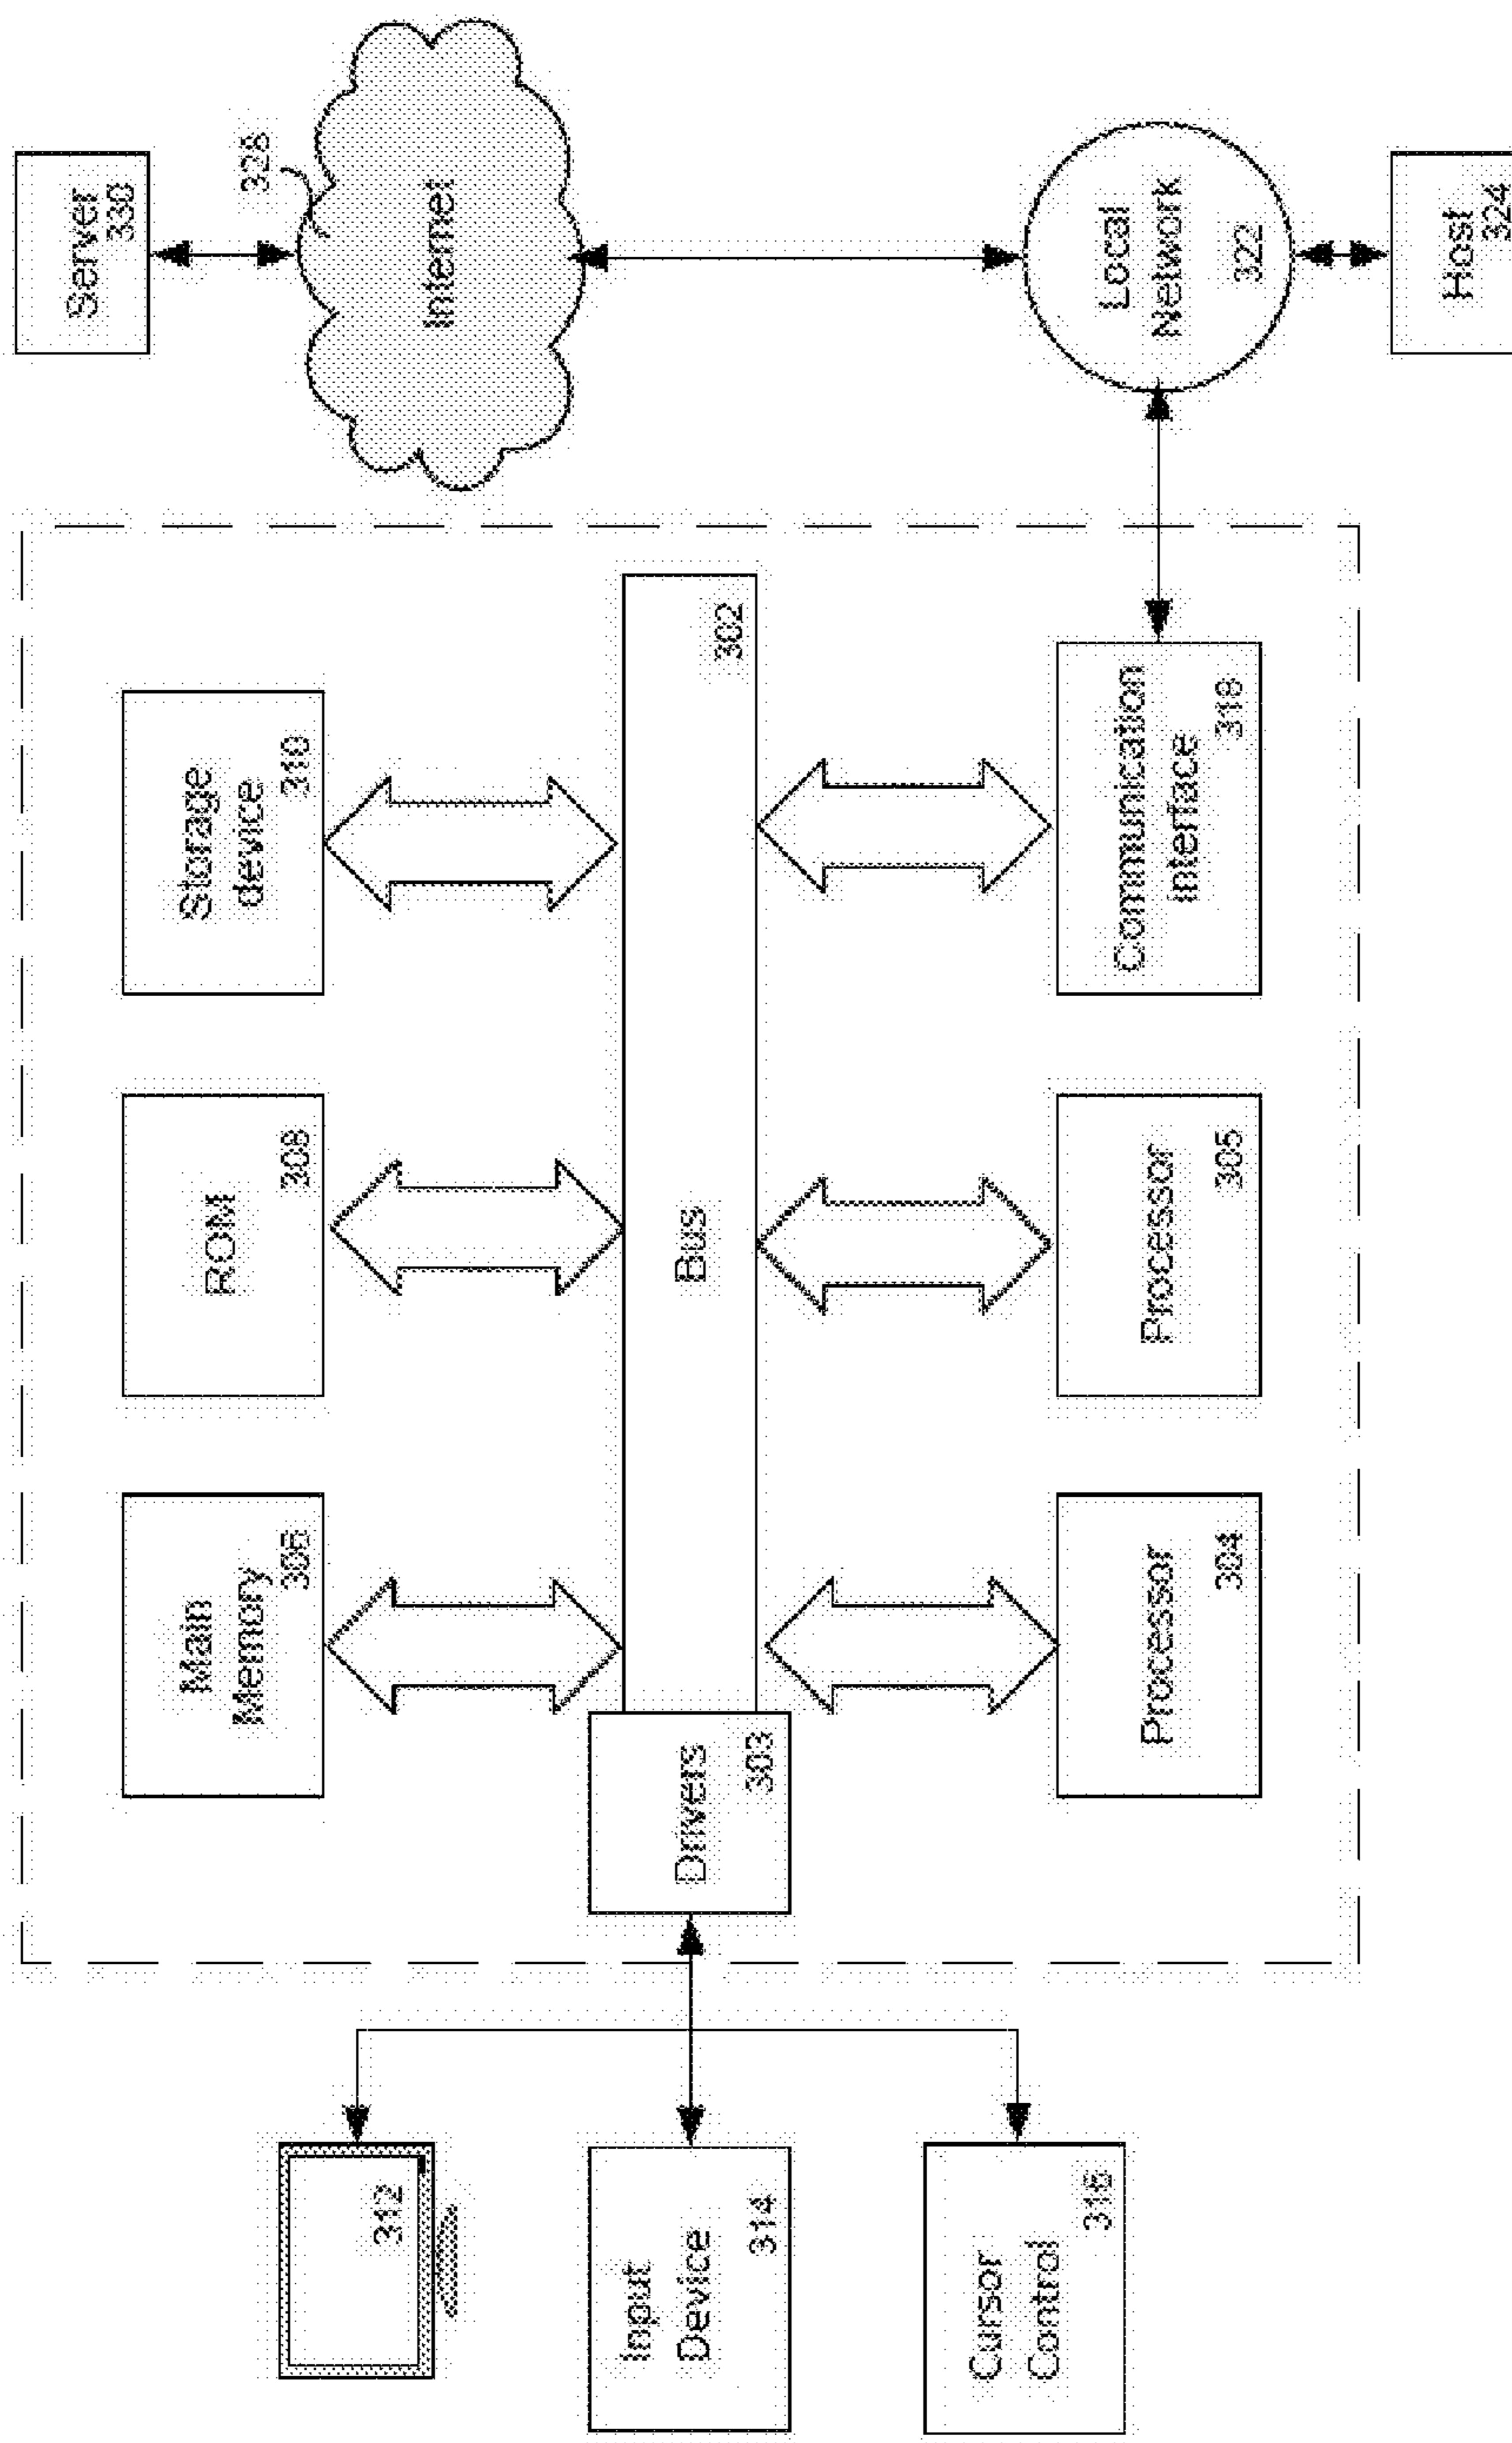 312
Input
Device
314
Cursor
Control
316
Main
Memory
306
ROM
308
Storage
device
310
Drivers
303
Bus
302
Processor
304
Processor
305
Communication
Interface
318
Server
330
328
Internet
Local
Network
322
Host
324